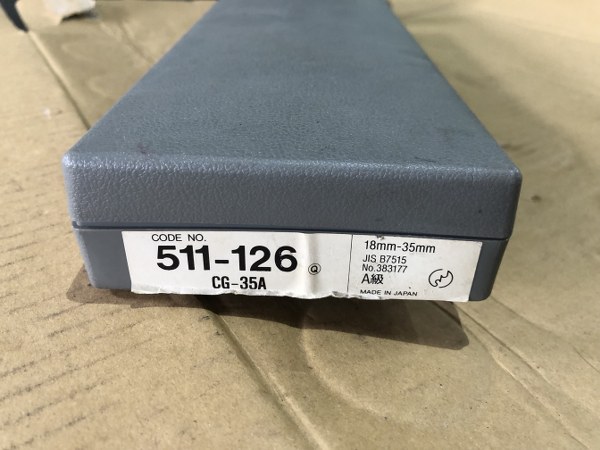 CODE NO.
511-126 Q
CG-35A
18mm-35mm
JIS B7515
No.383177
A級
MADE IN JAPAN